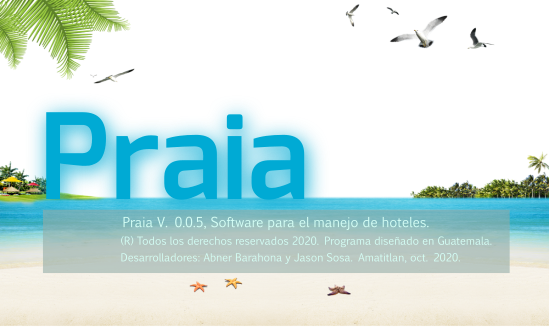 Praia
Praia V. 0.0.5, Software para el manejo de hoteles.
(R) Todos los derechos reservados 2020. Programa diseñado en Guatemala.
Desarrolladores: Abner Barahona y Jason Sosa. Amatitlan, oct. 2020.